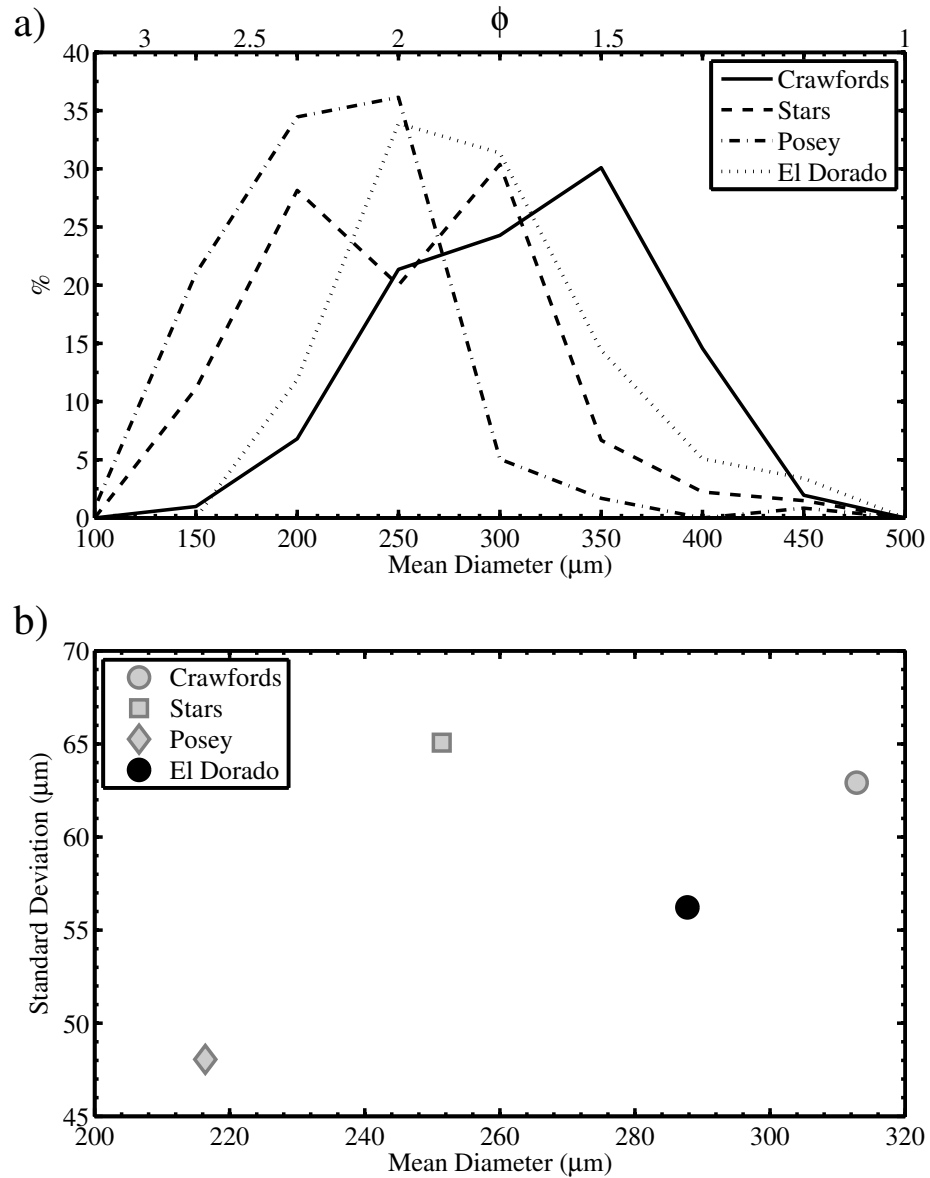 a)
ϕ
3 2.5 2 1.5 1
40
35
30
25
20
15
10
5
0
%
Crawfords
Stars
Posey
El Dorado
100 150 200 250 300 350 400 450 500
Mean Diameter (μm)
b)
70
65
60
55
50
45
Standard Deviation (μm)
Crawfords
Stars
Posey
El Dorado
200 220 240 260 280 300 320
Mean Diameter (μm)